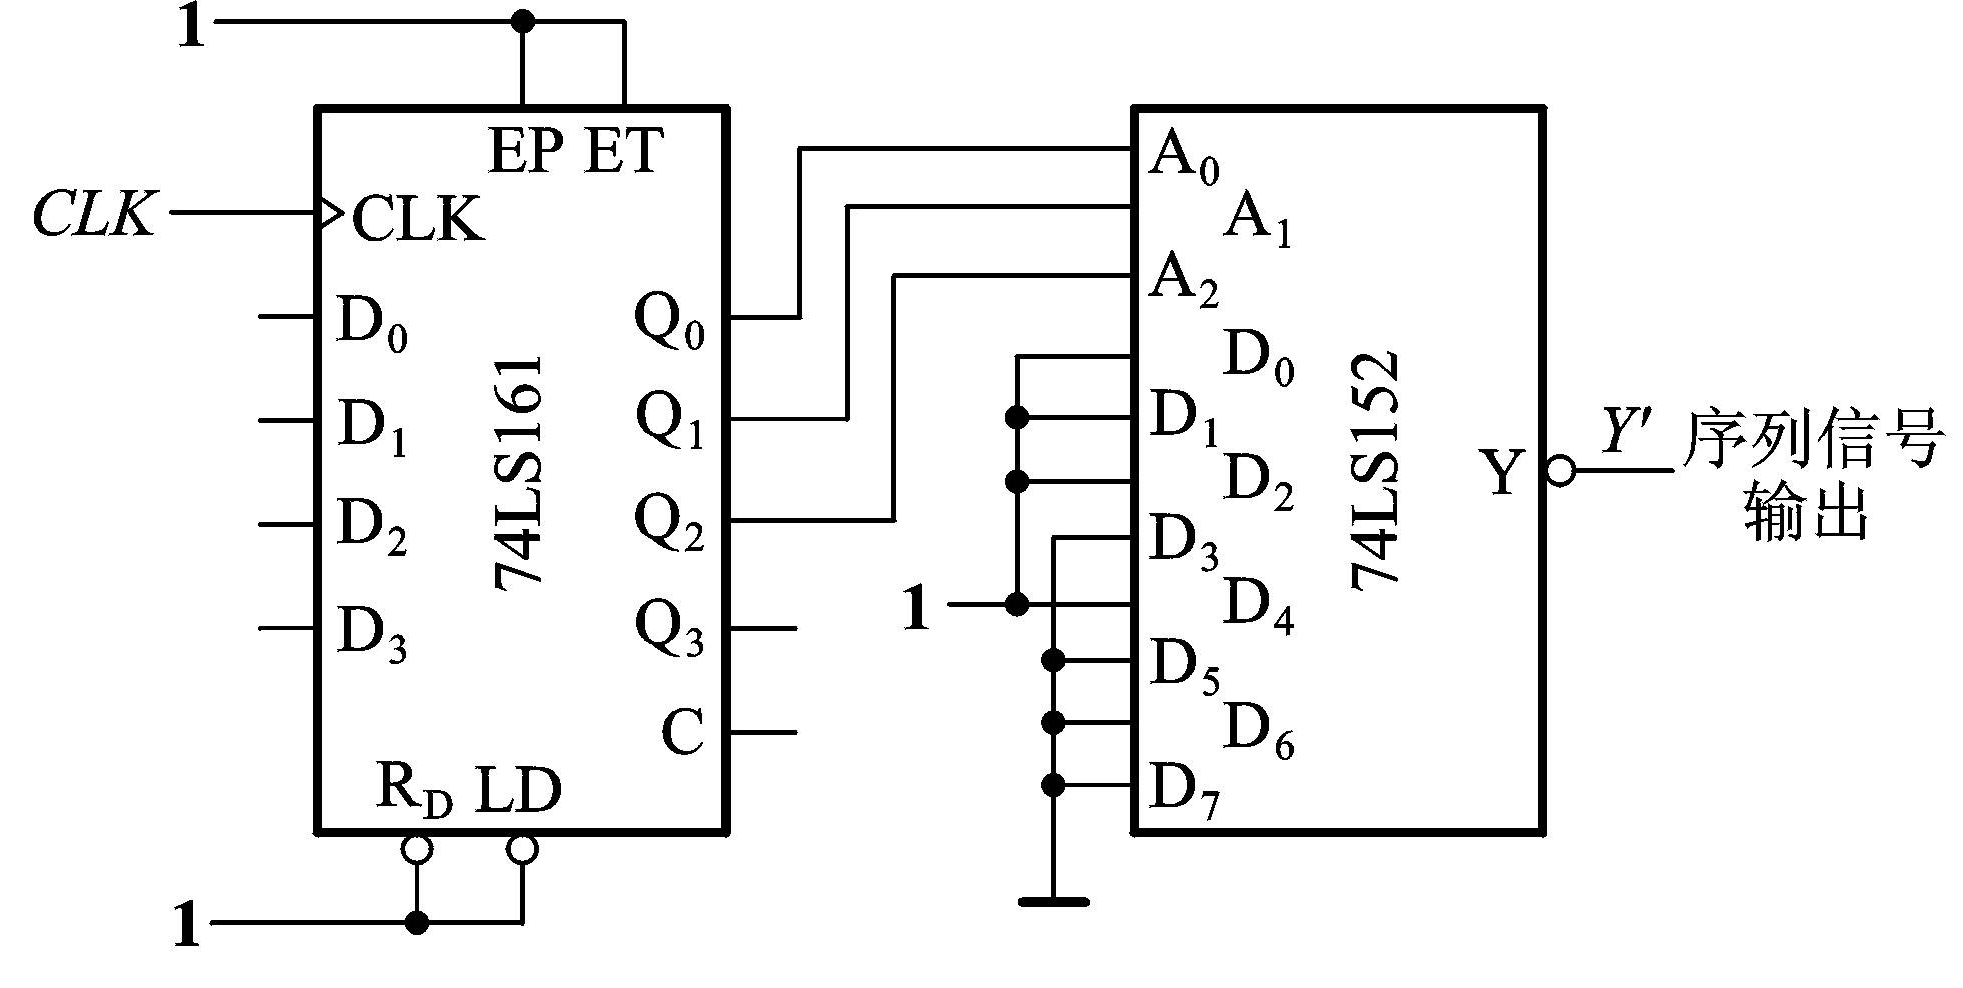 1
EP ET
CLK
CLK
D0
D1
D2
D3
74LS161
Q0
Q1
Q2
Q3
C
RD LD
1
A0
A1
A2
D0
D1
D2
D3
1
D4
D5
D6
D7
74LS152
Y
Y′ 序列信号
输出